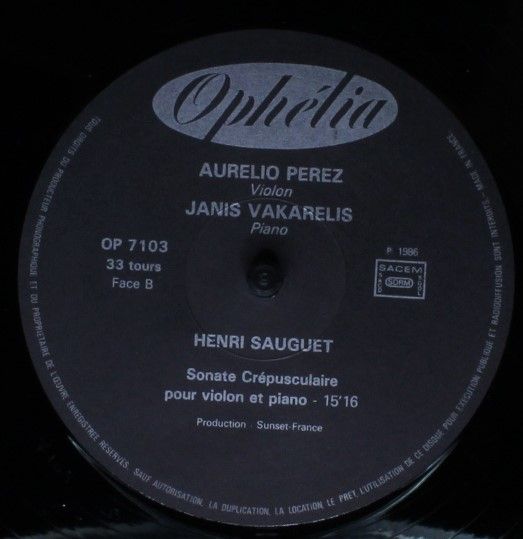 Ophélia
AURELIO PEREZ
Violon
JANIS VAKARELIS
Piano
OP 7103
33 tours
Face B
P 1986
SACEM
SACD
SDRM
SGDL
HENRI SAUGUET
Sonate Crépusculaire
pour violon et piano - 15'16
Production . Sunset-France
TOUS DROITS DU PRODUCTEUR PHONOGRAPHIQUE ET DU PROPRIETAIRE DE L'ŒUVRE ENREGISTREE RESERVES. SAUF AUTORISATION, LA DUPLICATION, LA LOCATION, LE PRET, L'UTILISATION DE CE DISQUE POUR EXECUTION PUBLIQUE ET RADIODIFFUSION SONT INTERDITS. MADE IN FRANCE